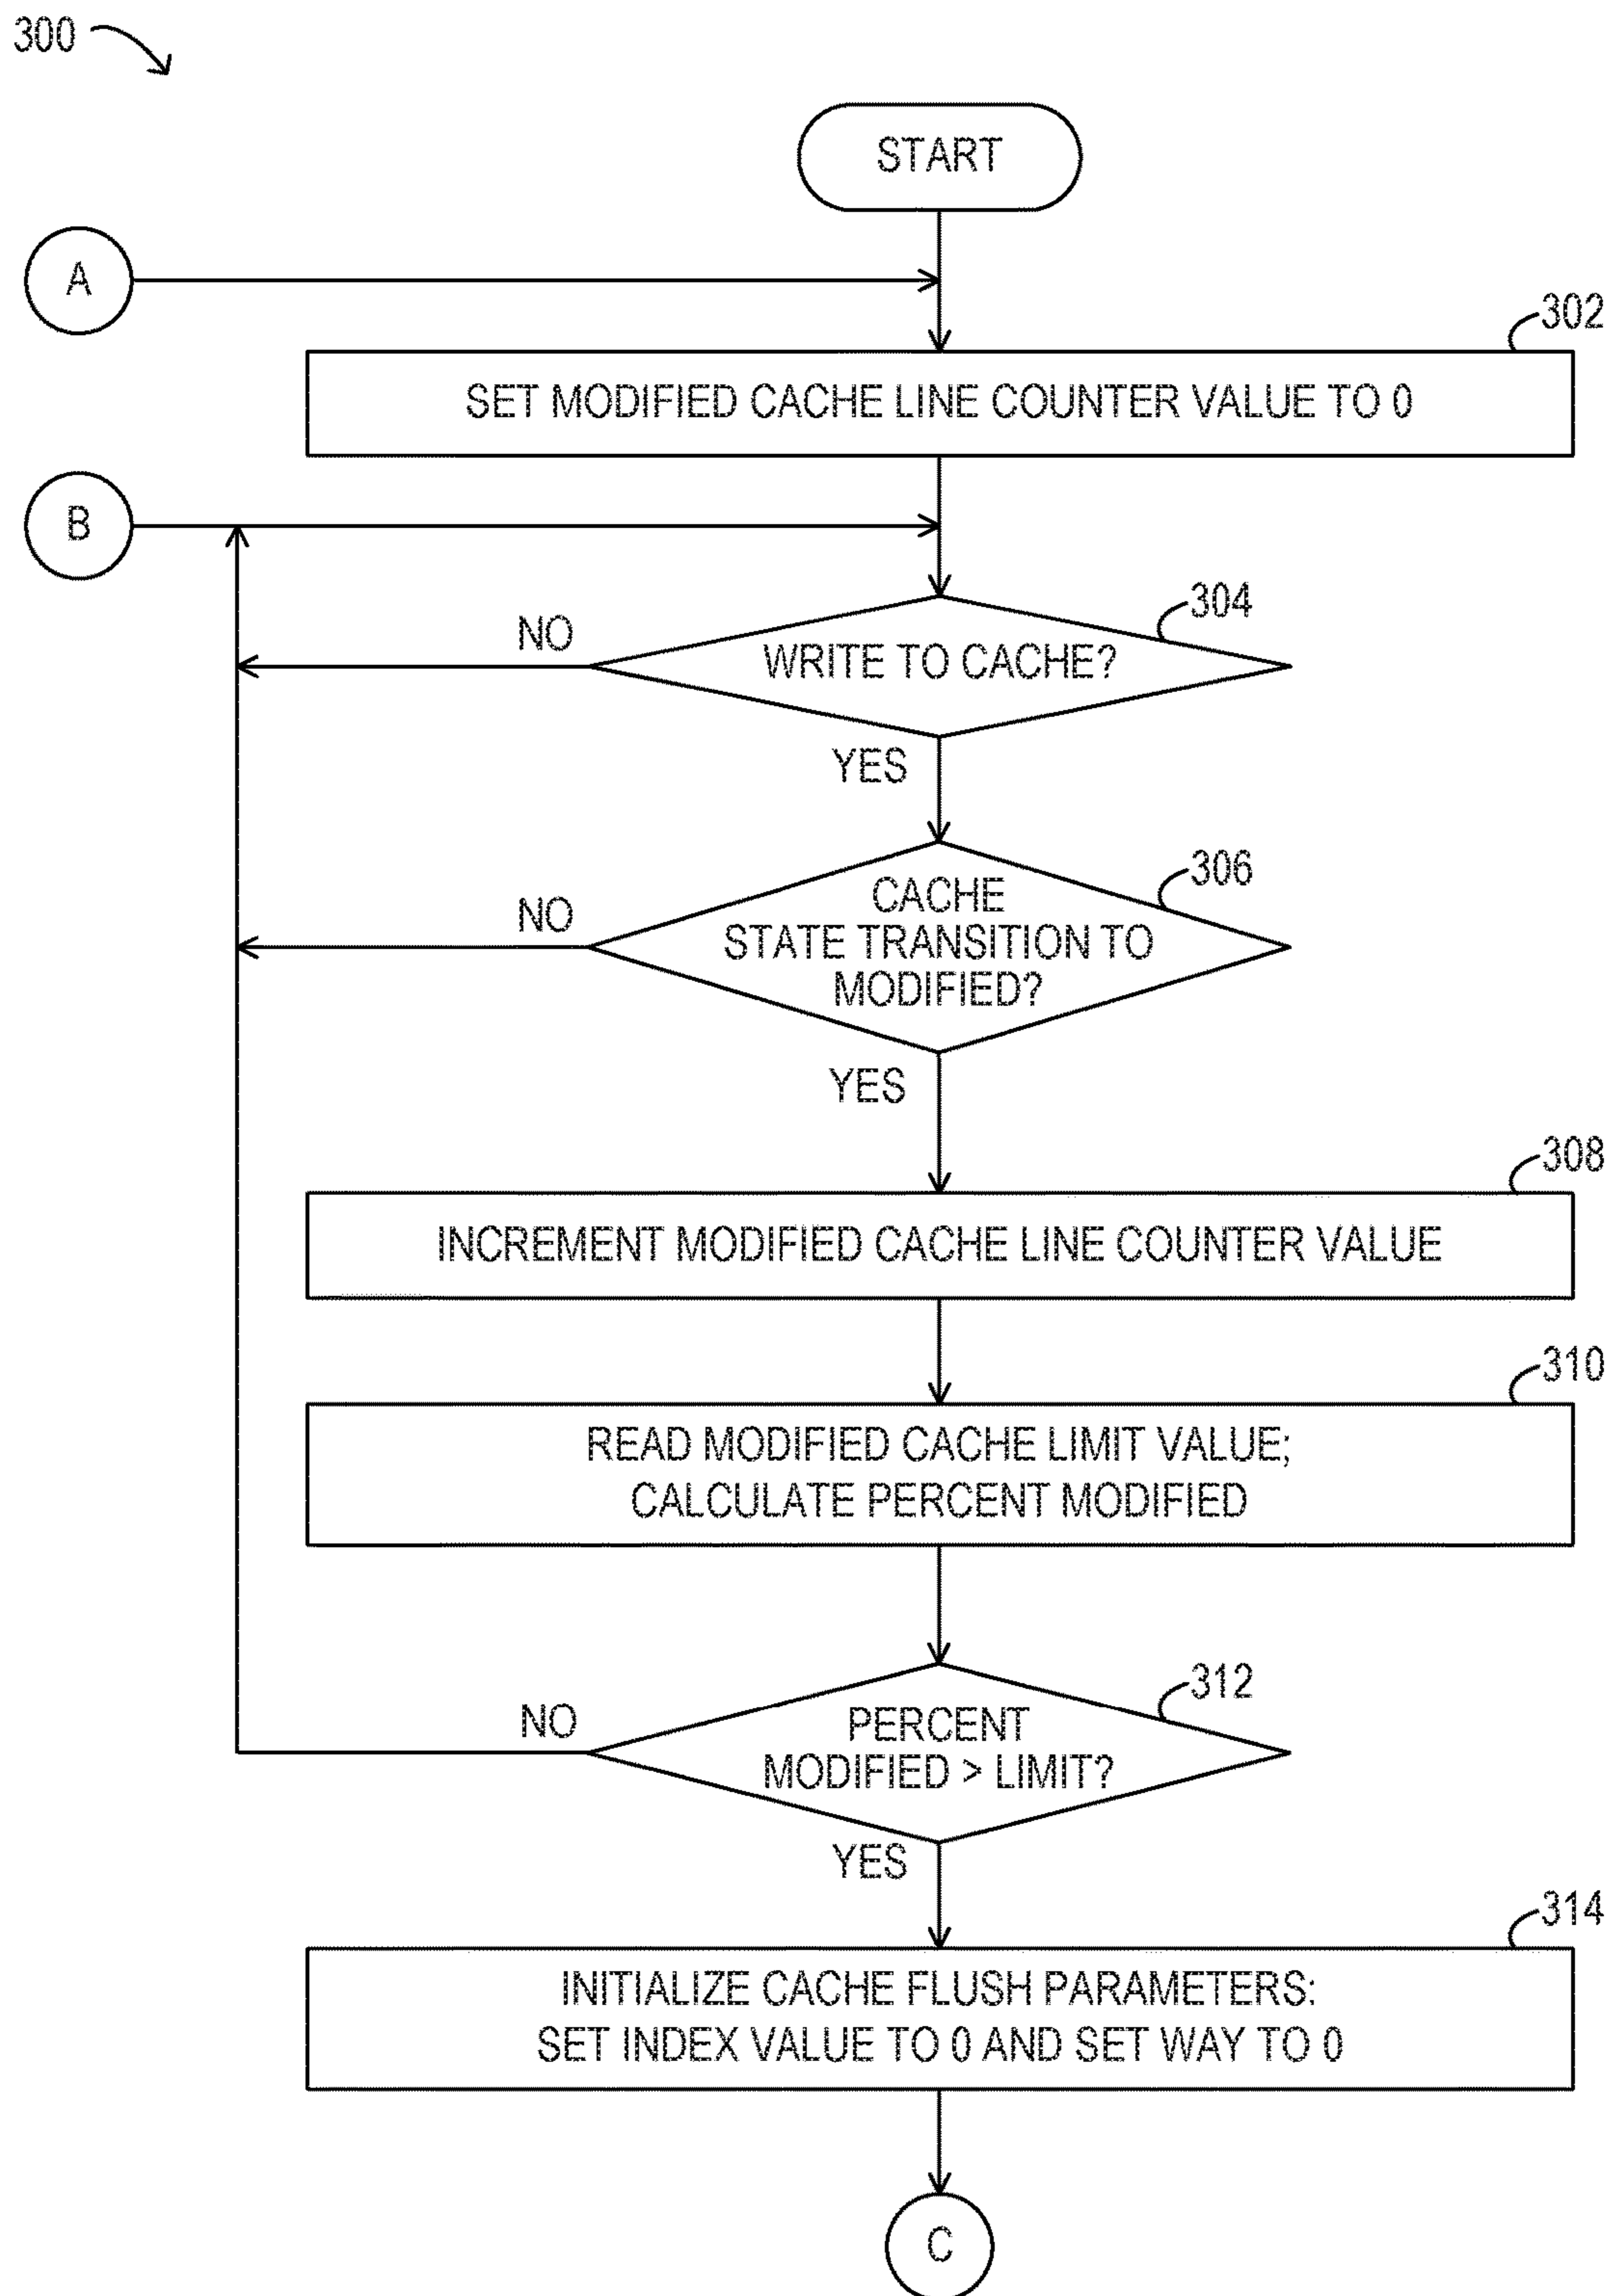 300
START
A
302
SET MODIFIED CACHE LINE COUNTER VALUE TO 0
B
304
NO
WRITE TO CACHE?
YES
306
NO
CACHE
STATE TRANSITION TO
MODIFIED?
YES
308
INCREMENT MODIFIED CACHE LINE COUNTER VALUE
310
READ MODIFIED CACHE LIMIT VALUE;
CALCULATE PERCENT MODIFIED
312
NO
PERCENT
MODIFIED > LIMIT?
YES
314
INITIALIZE CACHE FLUSH PARAMETERS:
SET INDEX VALUE TO 0 AND SET WAY TO 0
C